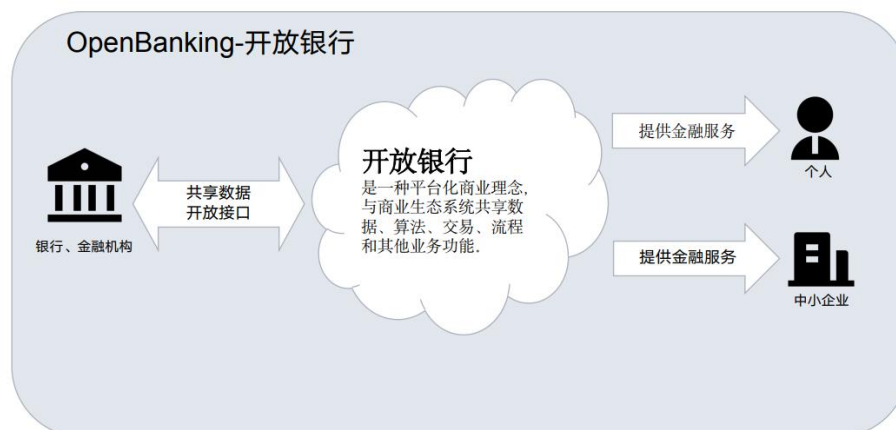 OpenBanking-开放银行
银行、金融机构
共享数据
开放接口
开放银行
是一种平台化商业理念,
与商业生态系统共享数
据、算法、交易、流程
和其他业务功能.
提供金融服务
个人
提供金融服务
中小企业